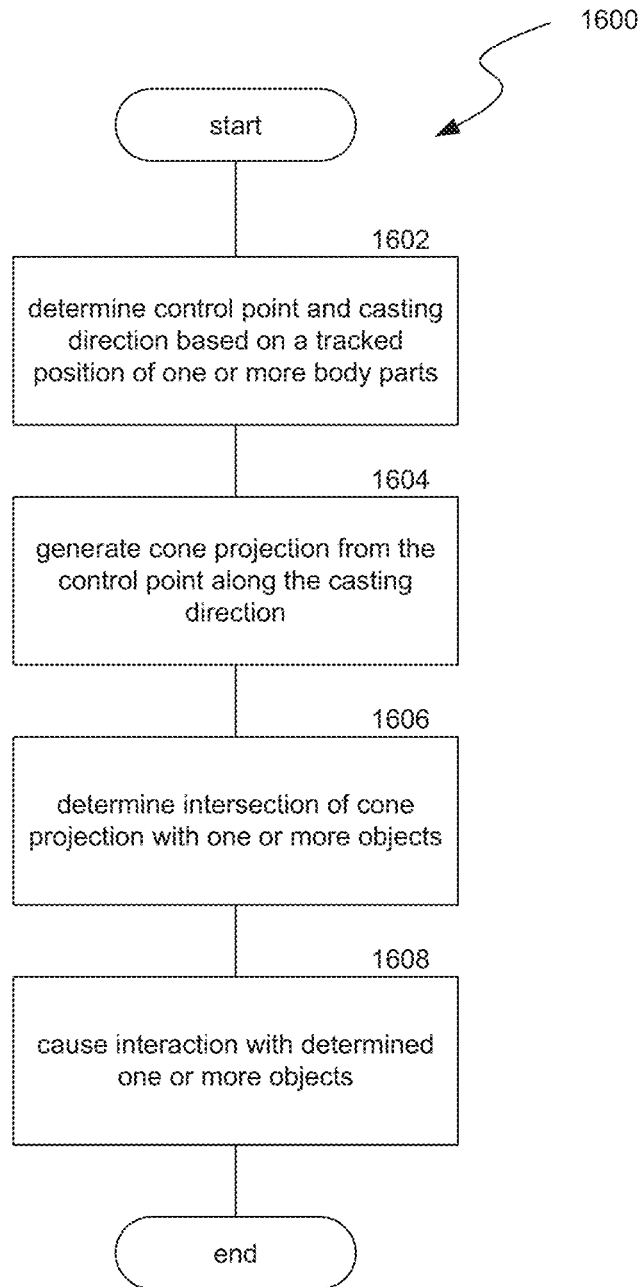 1600
start
1602
determine control point and casting
direction based on a tracked
position of one or more body parts
1604
generate cone projection from the
control point along the casting
direction
1606
determine intersection of cone
projection with one or more objects
1608
cause interaction with determined
one or more objects
end